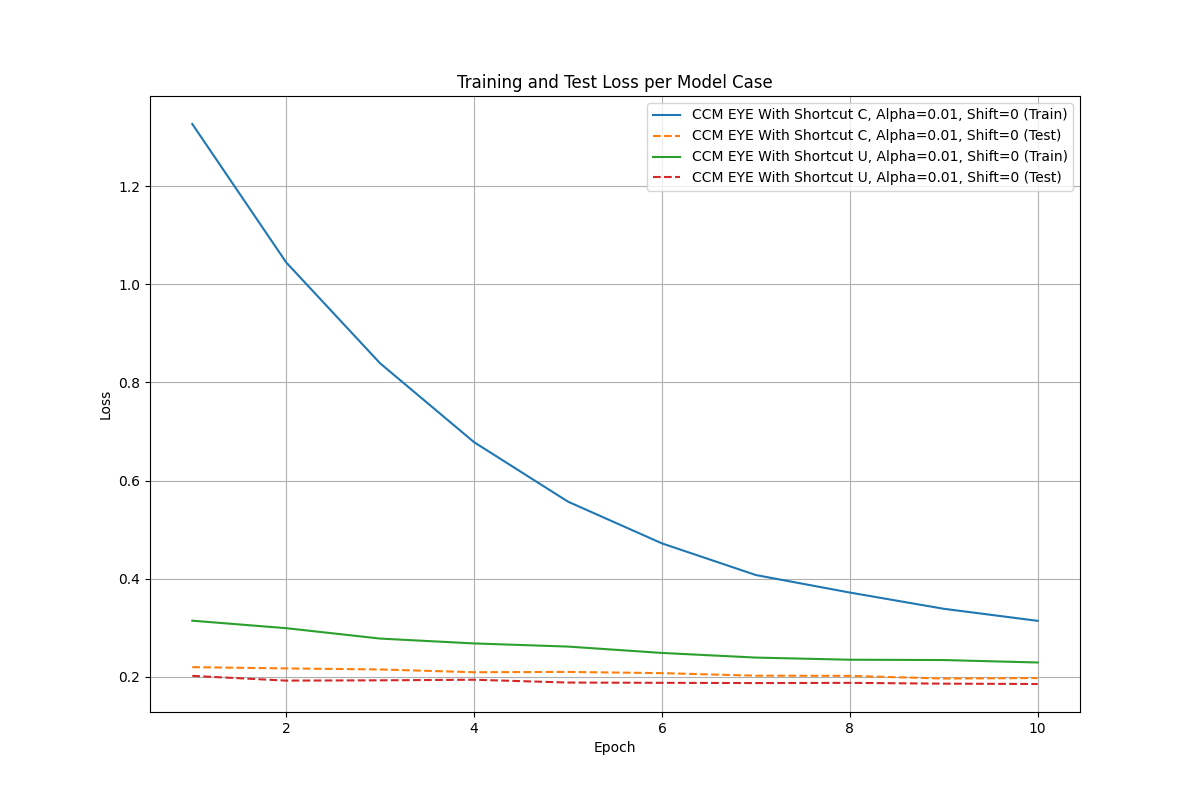 Training and Test Loss per Model Case
CCM EYE With Shortcut C, Alpha=0.01, Shift=0 (Train)
CCM EYE With Shortcut C, Alpha=0.01, Shift=0 (Test)
CCM EYE With Shortcut U, Alpha=0.01, Shift=0 (Train)
CCM EYE With Shortcut U, Alpha=0.01, Shift=0 (Test)
1.2
1.0
0.8
0.6
0.4
0.2
Loss
2 4 6 8 10
Epoch